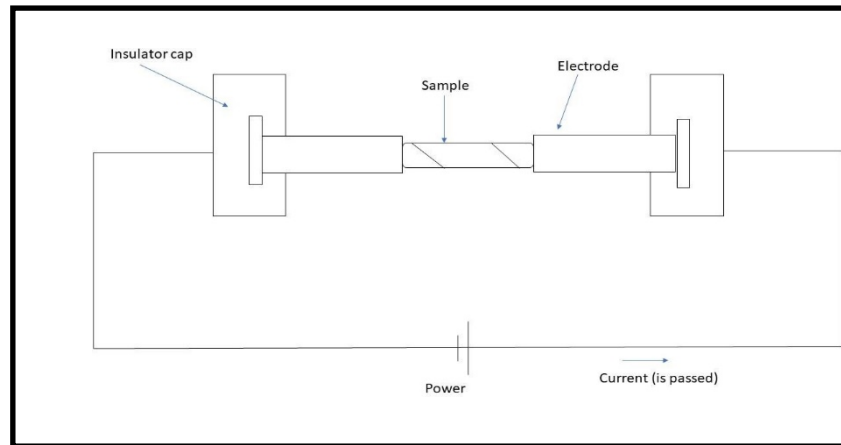 Insulator cap
Electrode
Sample
Power
Current (is passed)